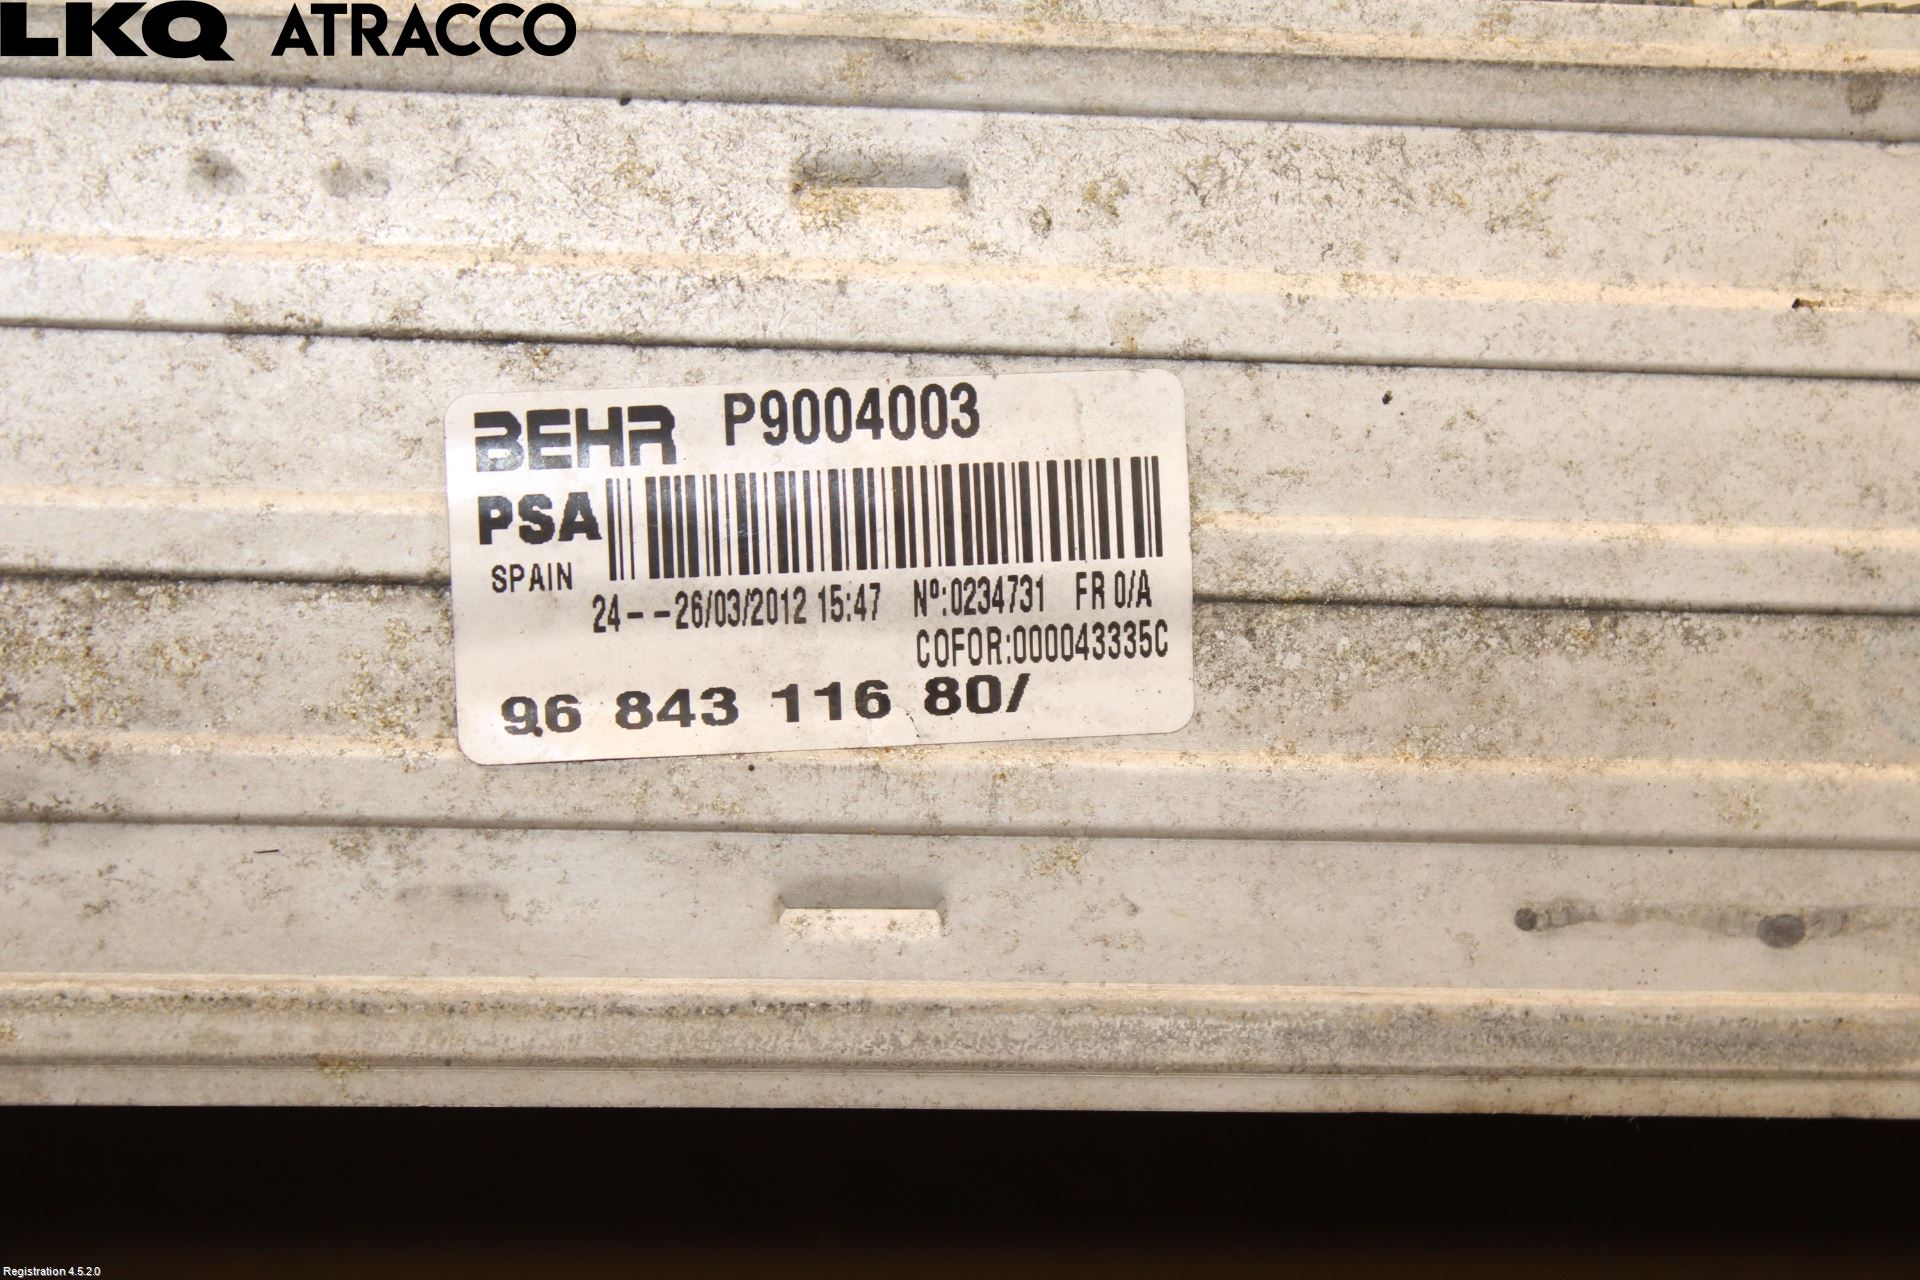 LKQ ATRACCO
BEHR P9004003
PSA
SPAIN
24- -26/03/2012 15:47 Nº:0234731 FR 0/A
COFOR:000043335C
96 843 116 80/
Registration 4.5.2.0